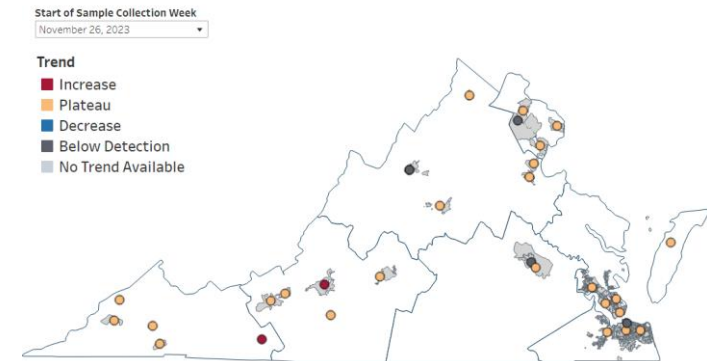 Start of Sample Collection Week
November 26, 2023
Trend
Increase
Plateau
Decrease
Below Detection
No Trend Available